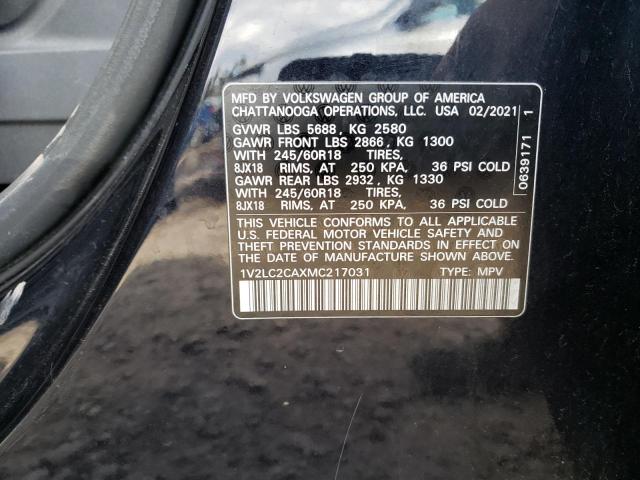 MFD BY VOLKSWAGEN GROUP OF AMERICA
CHATTANOOGA OPERATIONS, LLC. USA 02/2021
GVWR LBS 5688, KG 2580
GAWR FRONT LBS 2866, KG 1300
WITH 245/60R18 TIRES,
8JX18 RIMS, AT 250 KPA, 36 PSI COLD
GAWR REAR LBS 2932, KG 1330
WITH 245/60R18 TIRES,
8JX18 RIMS, AT 250 KPA, 36 PSI COLD
THIS VEHICLE CONFORMS TO ALL APPLICABLE
U.S. FEDERAL MOTOR VEHICLE SAFETY AND
THEFT PREVENTION STANDARDS IN EFFECT ON
THE DATE OF MANUFACTURE SHOWN ABOVE.
1V2LC2CAXMC217031 TYPE: MPV
0639171 1